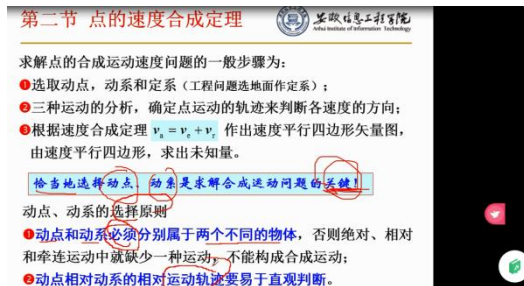 第二节 点的速度合成定理
安徽信息工程学院
Anhui Institute of Information Technology
求解点的合成运动速度问题的一般步骤为：
❶选取动点，动系和定系（工程问题选地面作定系）；
❷三种运动的分析，确定点运动的轨迹来判断各速度的方向；
❸根据速度合成定理 vₐ = vₑ + vᵣ 作出速度平行四边形矢量图，
由速度平行四边形，求出未知量。
恰当地选择动点、动系是求解合成运动问题的关键！
动点、动系的选择原则
❶动点和动系必须分别属于两个不同的物体，否则绝对、相对
和牵连运动中就缺少一种运动，不能构成合成运动；
❷动点相对动系的相对运动轨迹要易于直观判断。